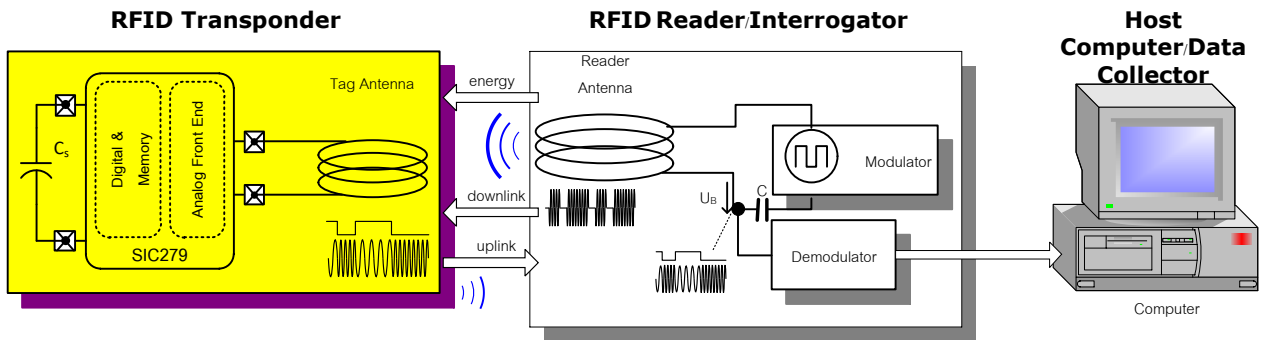 RFID Transponder
RFID Reader/Interrogator
Host
Computer/Data
Collector
Tag Antenna
Cs
Digital &
Memory
Analog Front End
SIC279
energy
downlink
uplink
Reader
Antenna
Modulator
UB
C
Demodulator
Computer